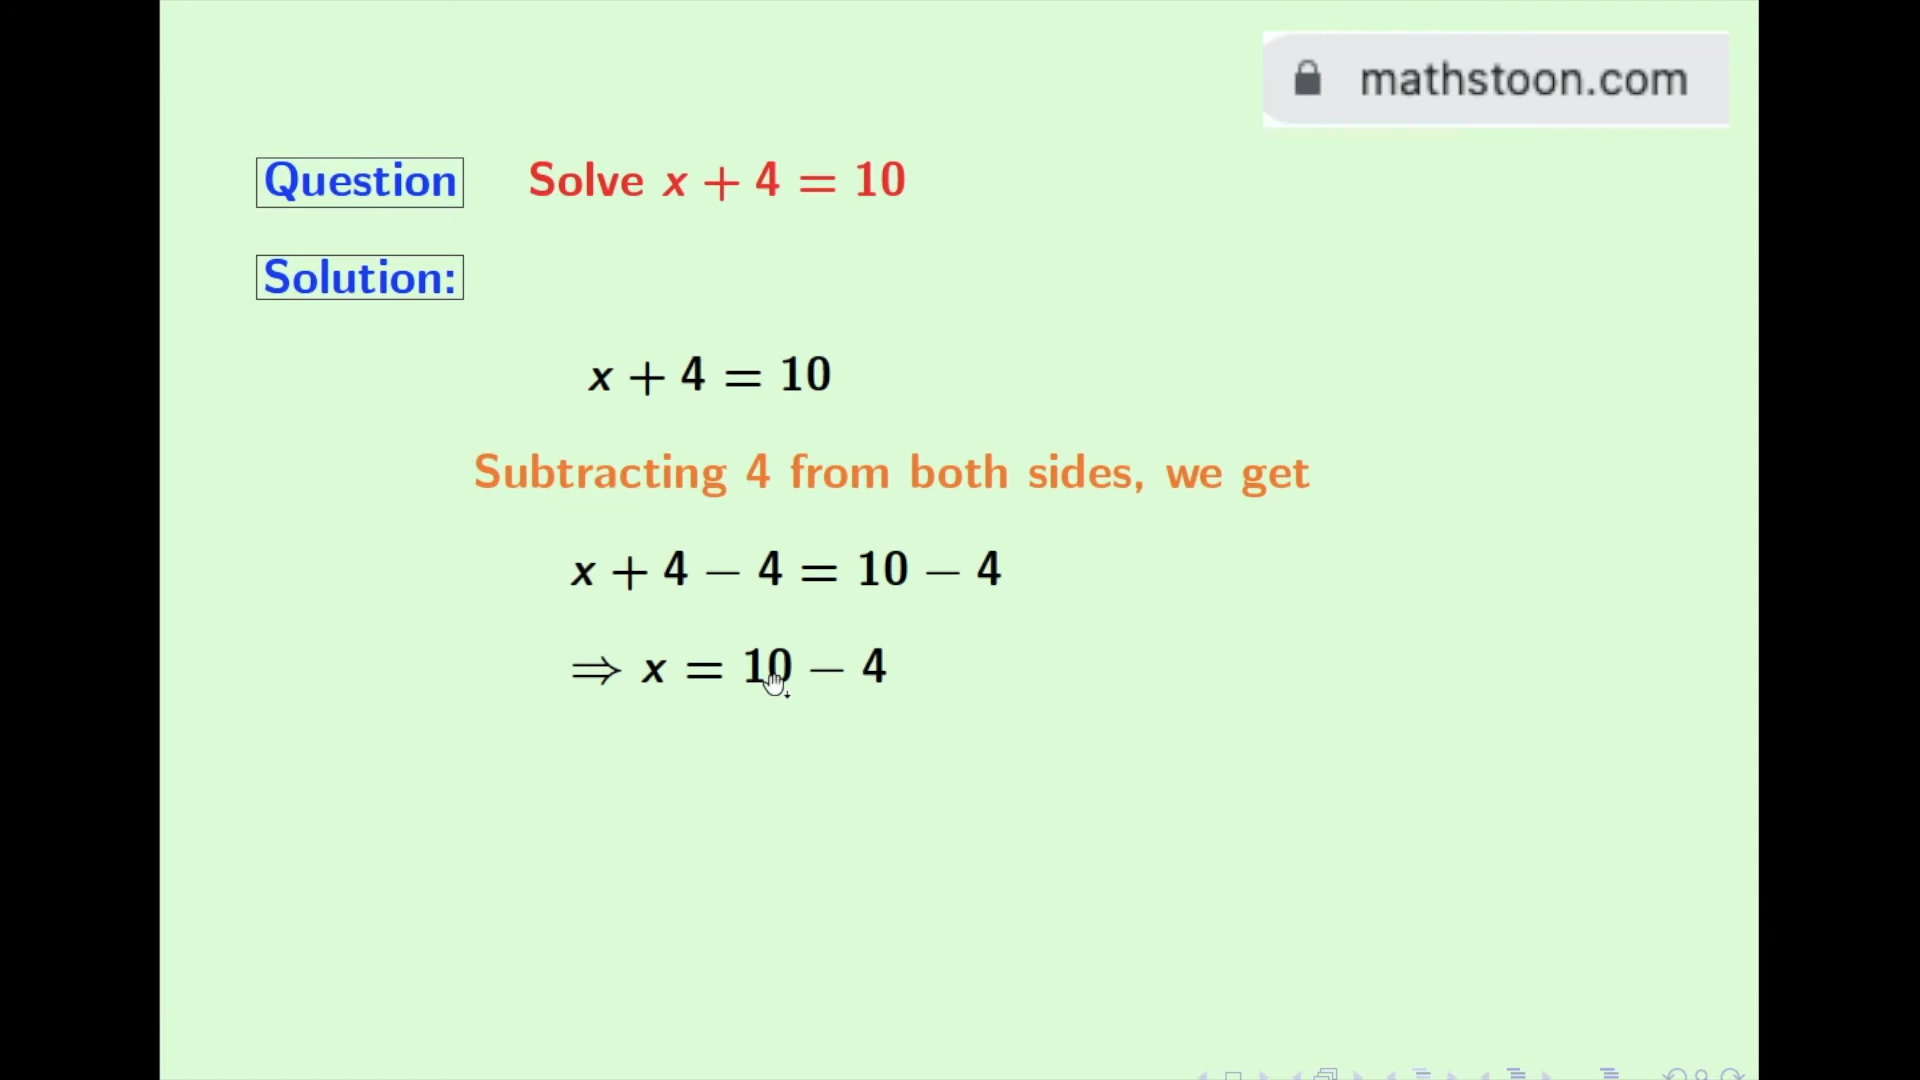 mathstoon.com
Question Solve x + 4 = 10
Solution:
x + 4 = 10
Subtracting 4 from both sides, we get
x + 4 − 4 = 10 − 4
⇒ x = 10 − 4